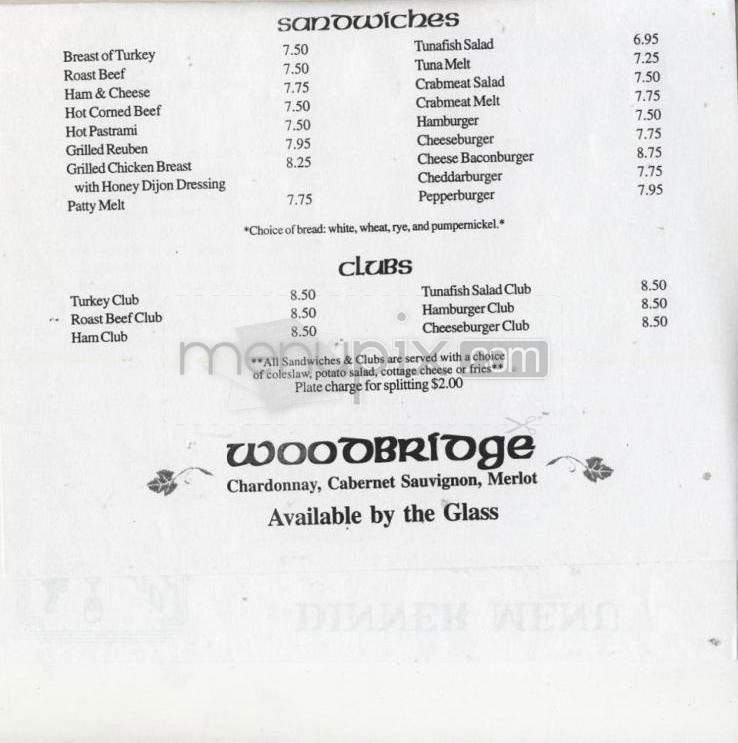 Sandwiches
Breast of Turkey 7.50
Roast Beef 7.50
Ham & Cheese 7.75
Hot Corned Beef 7.50
Hot Pastrami 7.50
Grilled Reuben 7.95
Grilled Chicken Breast 8.25
with Honey Dijon Dressing
Patty Melt 7.75
Tunafish Salad 6.95
Tuna Melt 7.25
Crabmeat Salad 7.50
Crabmeat Melt 7.75
Hamburger 7.50
Cheeseburger 7.75
Cheese Baconburger 8.75
Cheddarburger 7.75
Pepperburger 7.95
*Choice of bread: white, wheat, rye, and pumpernickel.*
Clubs
Turkey Club 8.50
Roast Beef Club 8.50
Ham Club 8.50
Tunafish Salad Club 8.50
Hamburger Club 8.50
Cheeseburger Club 8.50
menupix.com
**All Sandwiches & Clubs are served with a choice
of coleslaw, potato salad, cottage cheese or fries**
Plate charge for splitting $2.00
Woodbridge
Chardonnay, Cabernet Sauvignon, Merlot
Available by the Glass
DINNER MENU